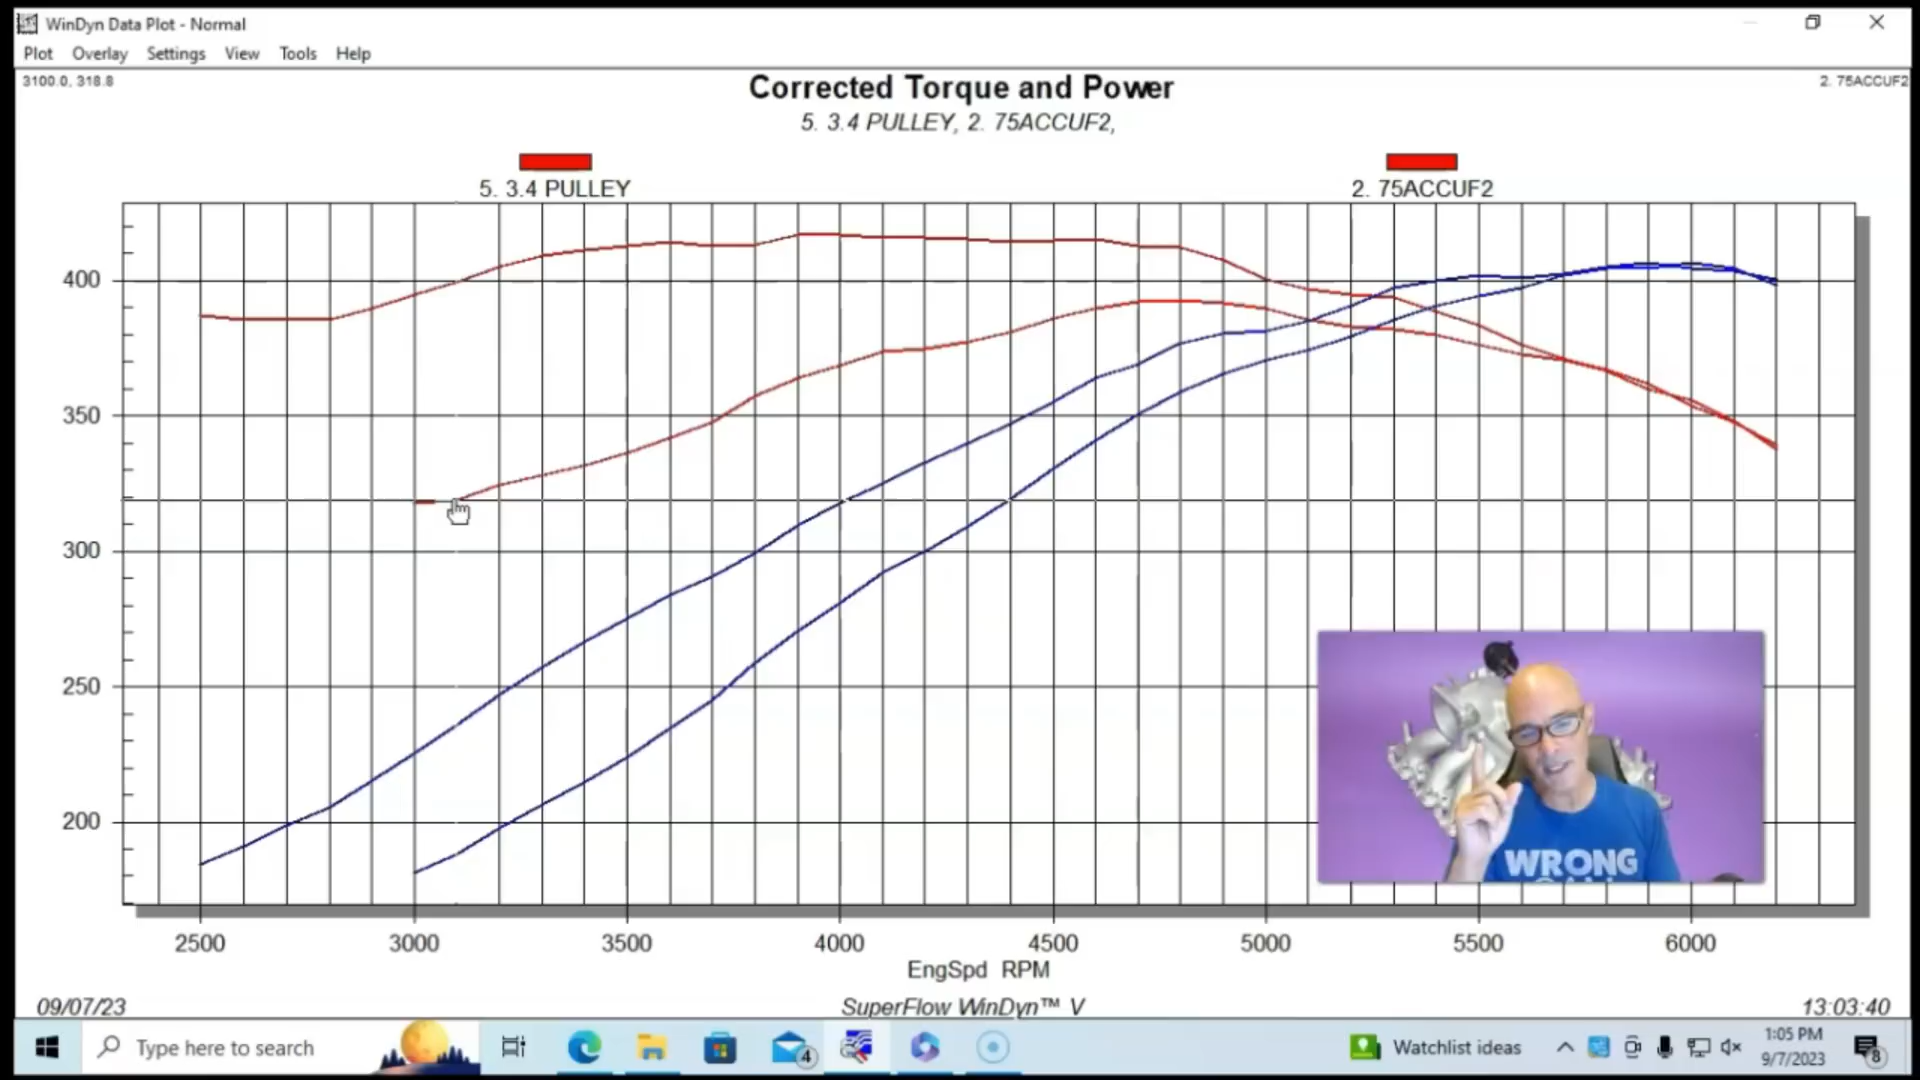 WinDyn Data Plot - Normal
Plot Overlay Settings View Tools Help
3100.0, 318.8
2. 75ACCUF2
Corrected Torque and Power
5. 3.4 PULLEY, 2. 75ACCUF2,
5. 3.4 PULLEY
2. 75ACCUF2
400
350
300
250
200
2500 3000 3500 4000 4500 5000 5500 6000
EngSpd RPM
WRONG
09/07/23
SuperFlow WinDyn™ V
13:03:40
Type here to search
4
Watchlist ideas
1:05 PM
9/7/2023
8